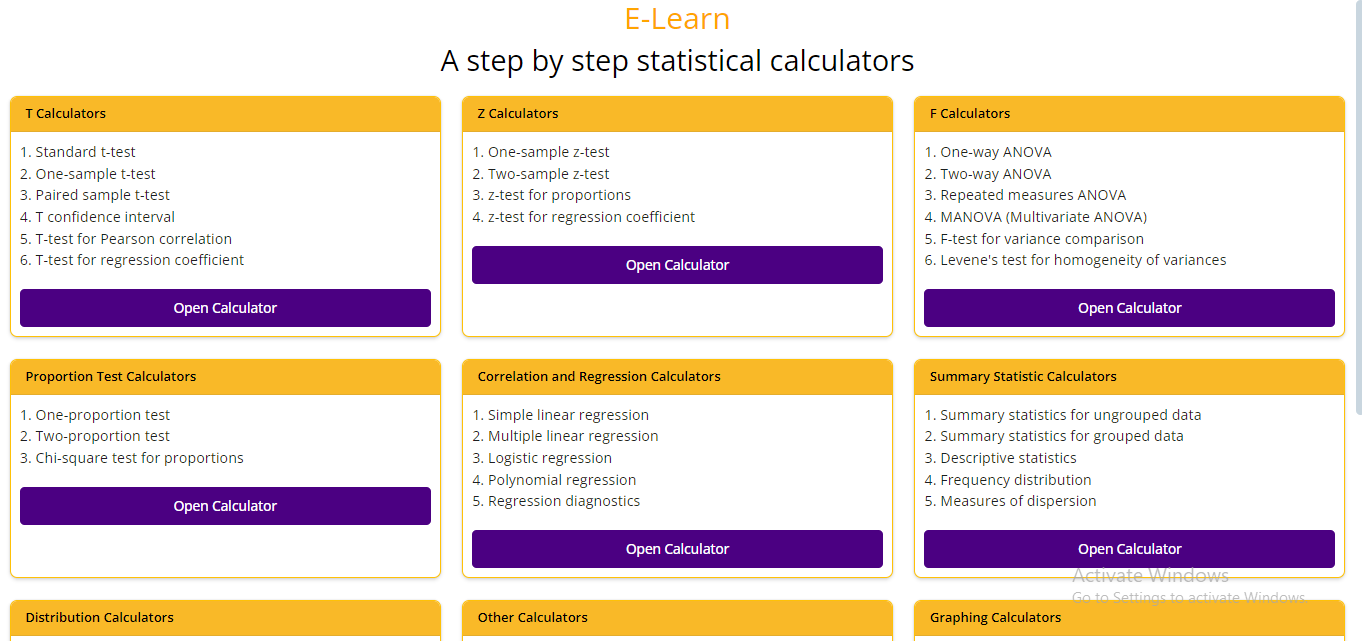 E-Learn
A step by step statistical calculators
T Calculators
1. Standard t-test
2. One-sample t-test
3. Paired sample t-test
4. T confidence interval
5. T-test for Pearson correlation
6. T-test for regression coefficient
Open Calculator
Z Calculators
1. One-sample z-test
2. Two-sample z-test
3. z-test for proportions
4. z-test for regression coefficient
Open Calculator
F Calculators
1. One-way ANOVA
2. Two-way ANOVA
3. Repeated measures ANOVA
4. MANOVA (Multivariate ANOVA)
5. F-test for variance comparison
6. Levene's test for homogeneity of variances
Open Calculator
Proportion Test Calculators
1. One-proportion test
2. Two-proportion test
3. Chi-square test for proportions
Open Calculator
Correlation and Regression Calculators
1. Simple linear regression
2. Multiple linear regression
3. Logistic regression
4. Polynomial regression
5. Regression diagnostics
Open Calculator
Summary Statistic Calculators
1. Summary statistics for ungrouped data
2. Summary statistics for grouped data
3. Descriptive statistics
4. Frequency distribution
5. Measures of dispersion
Open Calculator
Activate Windows
Go to Settings to activate Windows.
Distribution Calculators
Other Calculators
Graphing Calculators